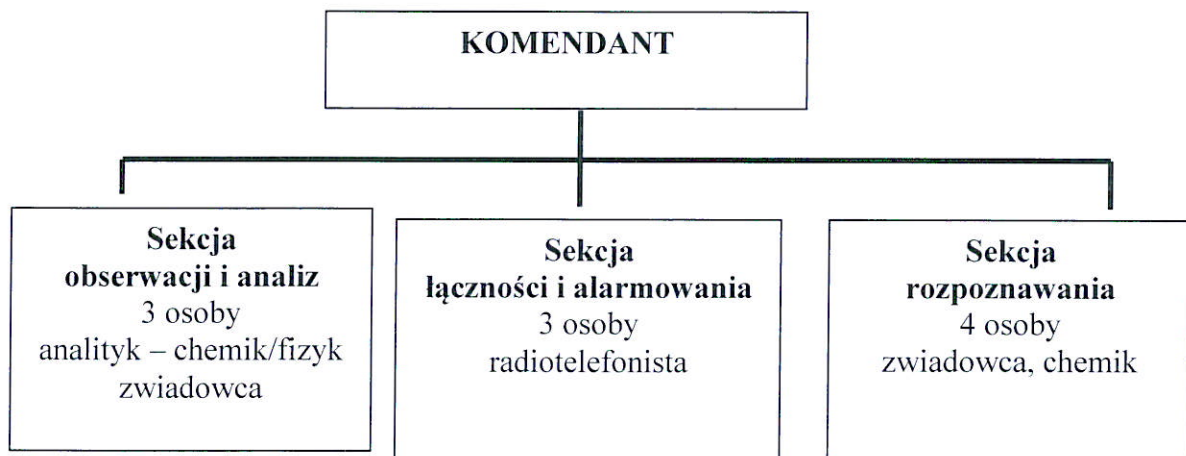 KOMENDANT
Sekcja
obserwacji i analiz
3 osoby
analityk – chemik/fizyk
zwiadowca
Sekcja
łączności i alarmowania
3 osoby
radiotelefonista
Sekcja
rozpoznawania
4 osoby
zwiadowca, chemik